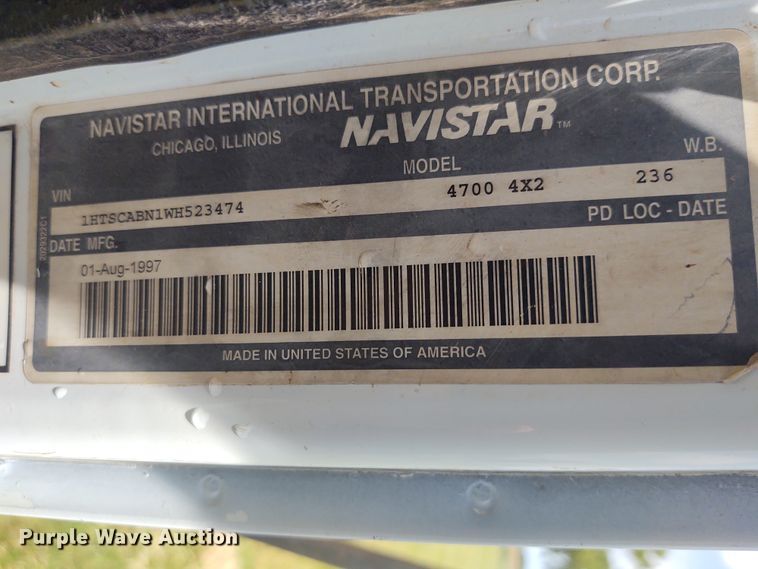 NAVISTAR INTERNATIONAL TRANSPORTATION CORP.
CHICAGO, ILLINOIS
NAVISTAR™
VIN
MODEL
W.B.
1HTSCABN1WH523474
4700 4X2
236
DATE MFG.
PD LOC - DATE
01-Aug-1997
MADE IN UNITED STATES OF AMERICA
Purple Wave Auction